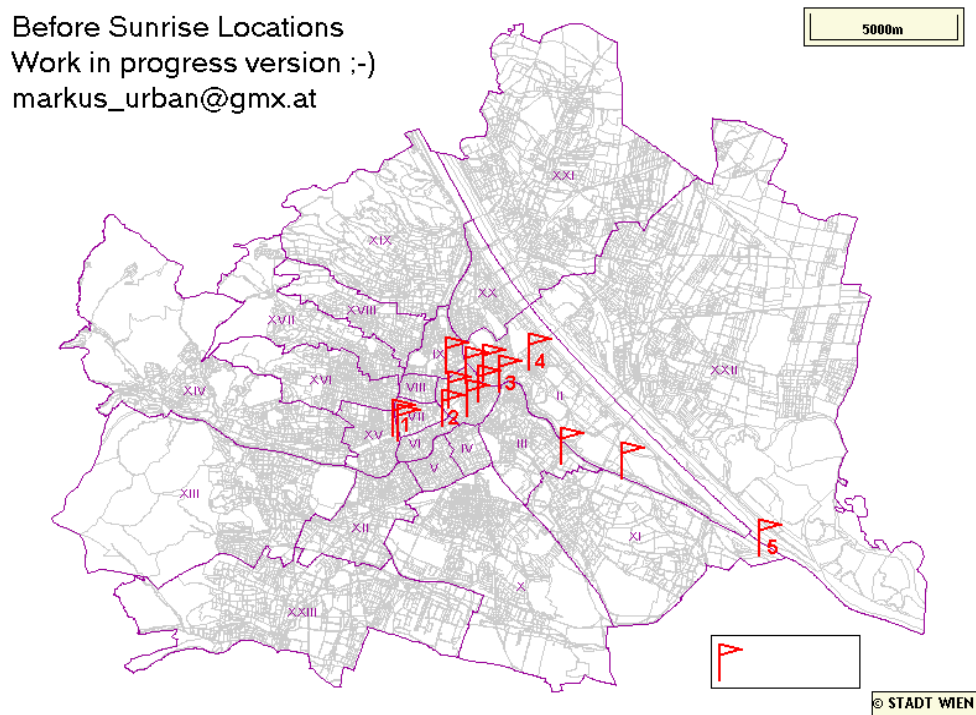 Before Sunrise Locations
Work in progress version ;-)
markus_urban@gmx.at
5000m
XXI
XIX
XX
XVIII
XVII
IX
4
XXII
XVI
VIII
3
XIV
II
1
VII
2
XV
VI
IV
III
V
XIII
XII
XI
5
X
XXIII
© STADT WIEN